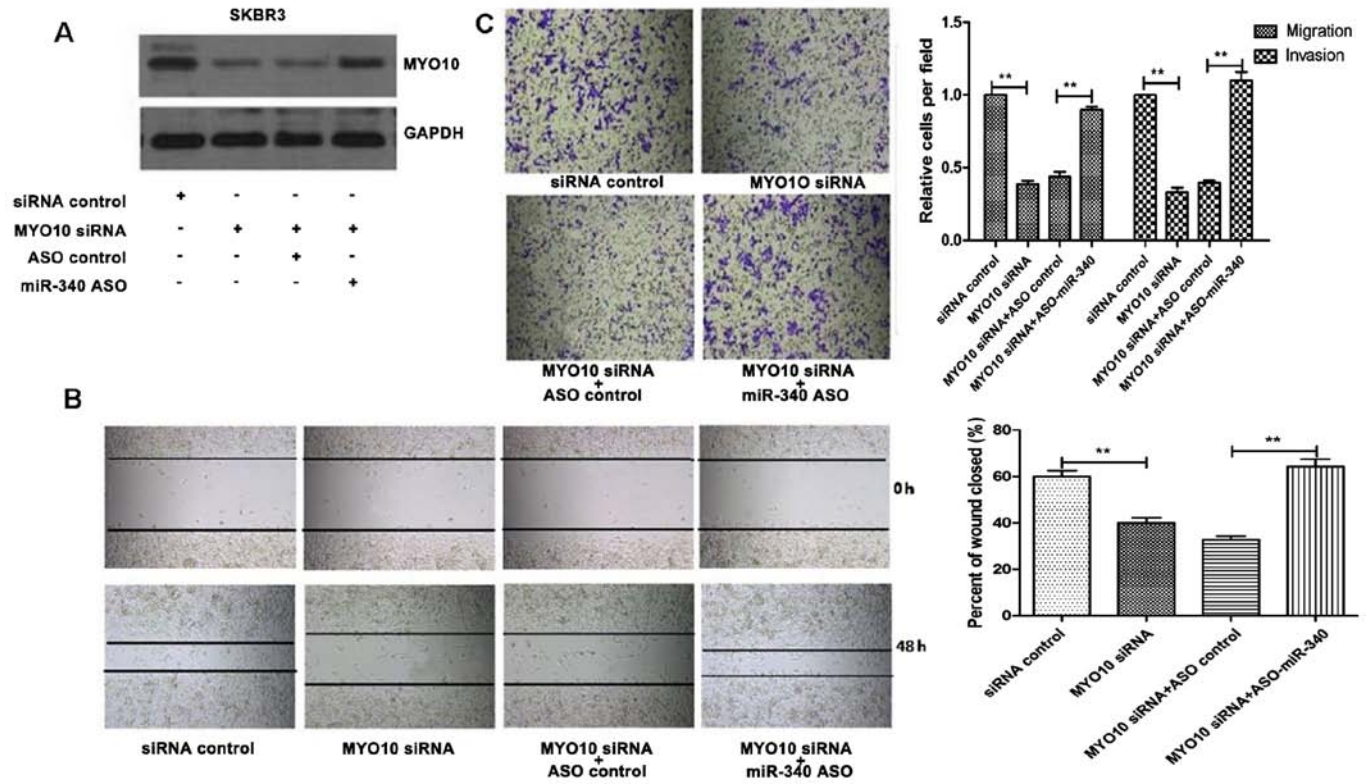 A
SKBR3
MYO10
GAPDH
siRNA control + - - -
MYO10 siRNA - + + +
ASO control - - + -
miR-340 ASO - - - +
C
siRNA control
MYO1O siRNA
MYO10 siRNA
+
ASO control
MYO10 siRNA
+
miR-340 ASO
Relative cells per field
1.5
1.0
0.5
0.0
** ** ** **
Migration
Invasion
siRNA control
MYO10 siRNA
MYO10 siRNA+ASO control
MYO10 siRNA+ASO-miR-340
siRNA control
MYO10 siRNA
MYO10 siRNA+ASO control
MYO10 siRNA+ASO-miR-340
B
0h
48h
siRNA control
MYO10 siRNA
MYO10 siRNA
+
ASO control
MYO10 siRNA
+
miR-340 ASO
Percent of wound closed (%)
80
60
40
20
0
** **
siRNA control
MYO10 siRNA
MYO10 siRNA+ASO control
MYO10 siRNA+ASO-miR-340